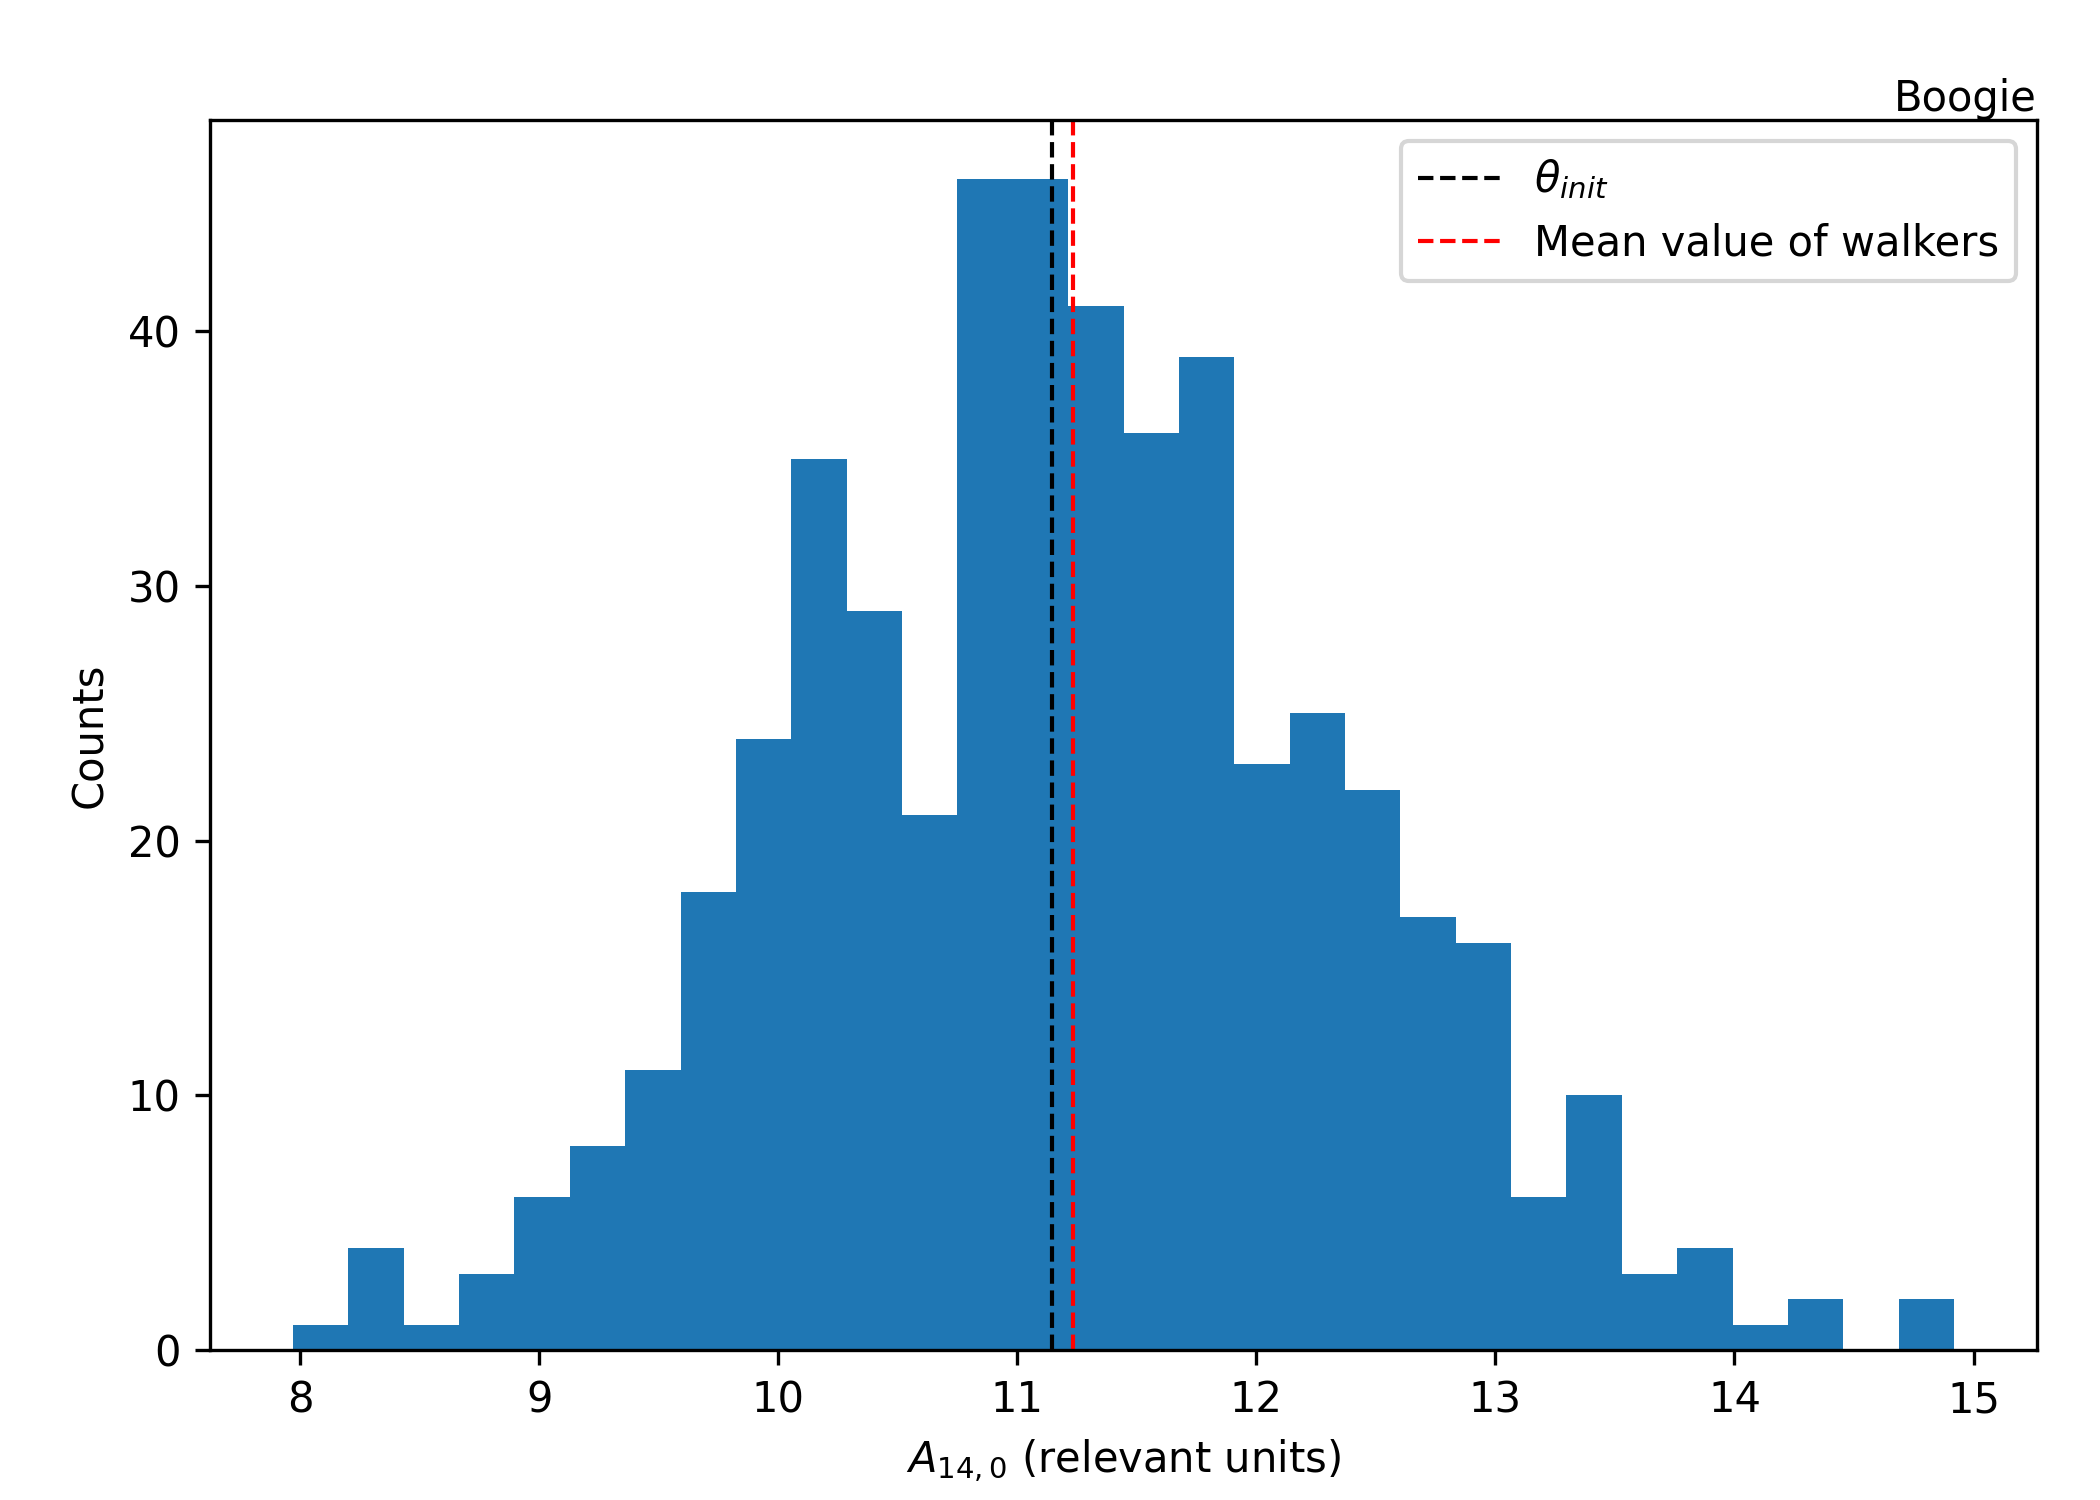 Boogie
θinit
Mean value of walkers
Counts
40
30
20
10
0
8 9 10 11 12 13 14 15
A14,0 (relevant units)